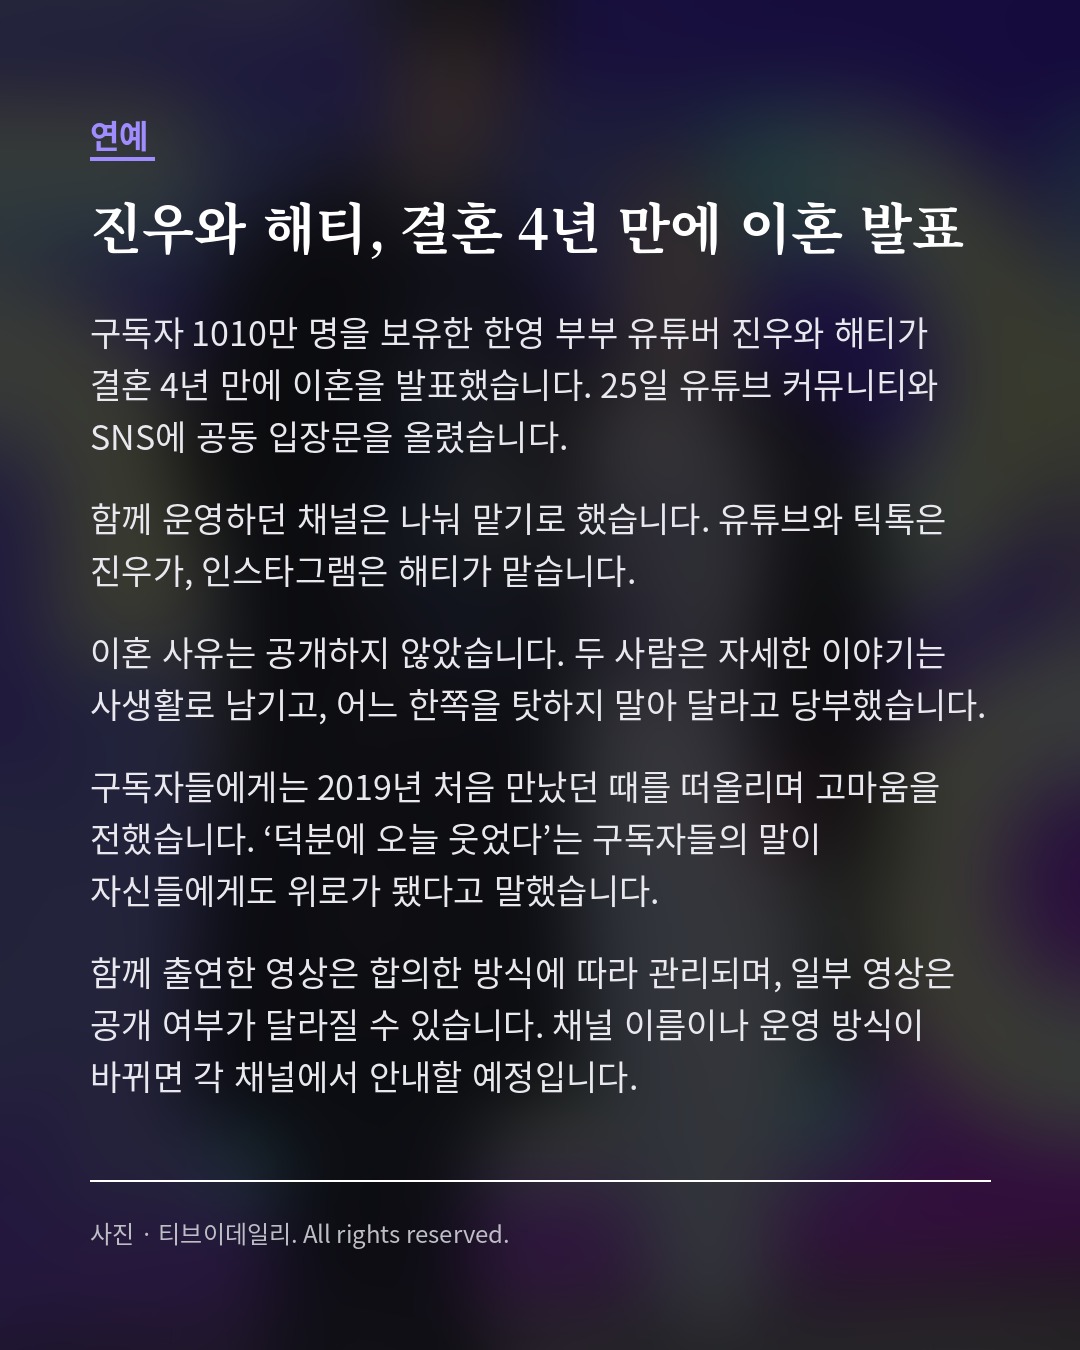 연예
진우와 해티, 결혼 4년 만에 이혼 발표
구독자 1010만 명을 보유한 한영 부부 유튜버 진우와 해티가
결혼 4년 만에 이혼을 발표했습니다. 25일 유튜브 커뮤니티와
SNS에 공동 입장문을 올렸습니다.
함께 운영하던 채널은 나눠 맡기로 했습니다. 유튜브와 틱톡은
진우가, 인스타그램은 해티가 맡습니다.
이혼 사유는 공개하지 않았습니다. 두 사람은 자세한 이야기는
사생활로 남기고, 어느 한쪽을 탓하지 말아 달라고 당부했습니다.
구독자들에게는 2019년 처음 만났던 때를 떠올리며 고마움을
전했습니다. ‘덕분에 오늘 웃었다’는 구독자들의 말이
자신들에게도 위로가 됐다고 말했습니다.
함께 출연한 영상은 합의한 방식에 따라 관리되며, 일부 영상은
공개 여부가 달라질 수 있습니다. 채널 이름이나 운영 방식이
바뀌면 각 채널에서 안내할 예정입니다.
사진 · 티브이데일리. All rights reserved.